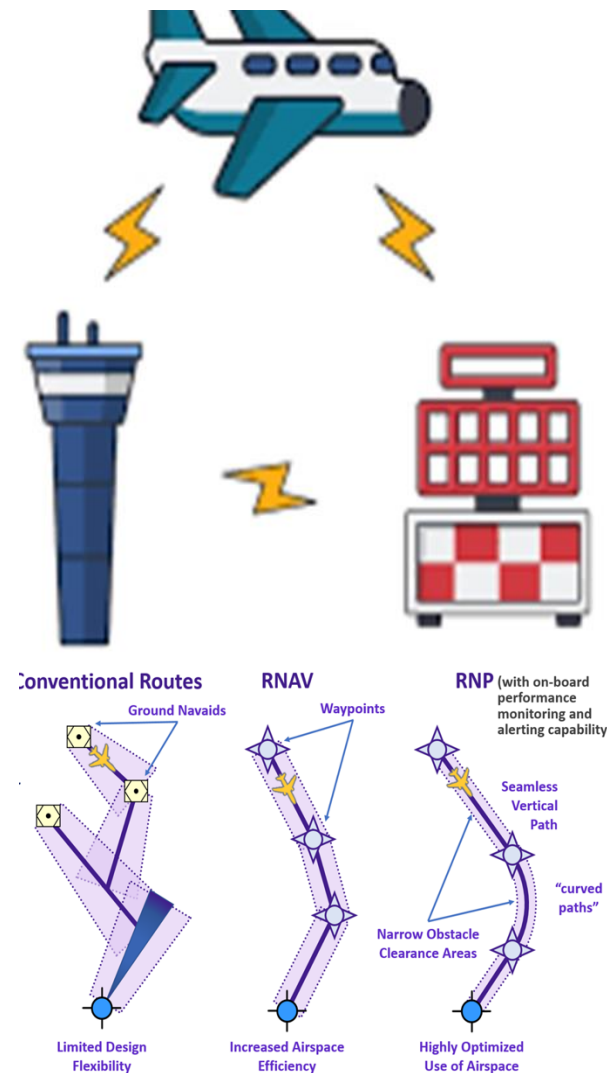 Conventional Routes
Ground Navaids
Limited Design
Flexibility
RNAV
Waypoints
Increased Airspace
Efficiency
RNP
(with on-board
performance
monitoring and
alerting capability
Seamless
Vertical
Path
"curved
paths"
Narrow Obstacle
Clearance Areas
Highly Optimized
Use of Airspace